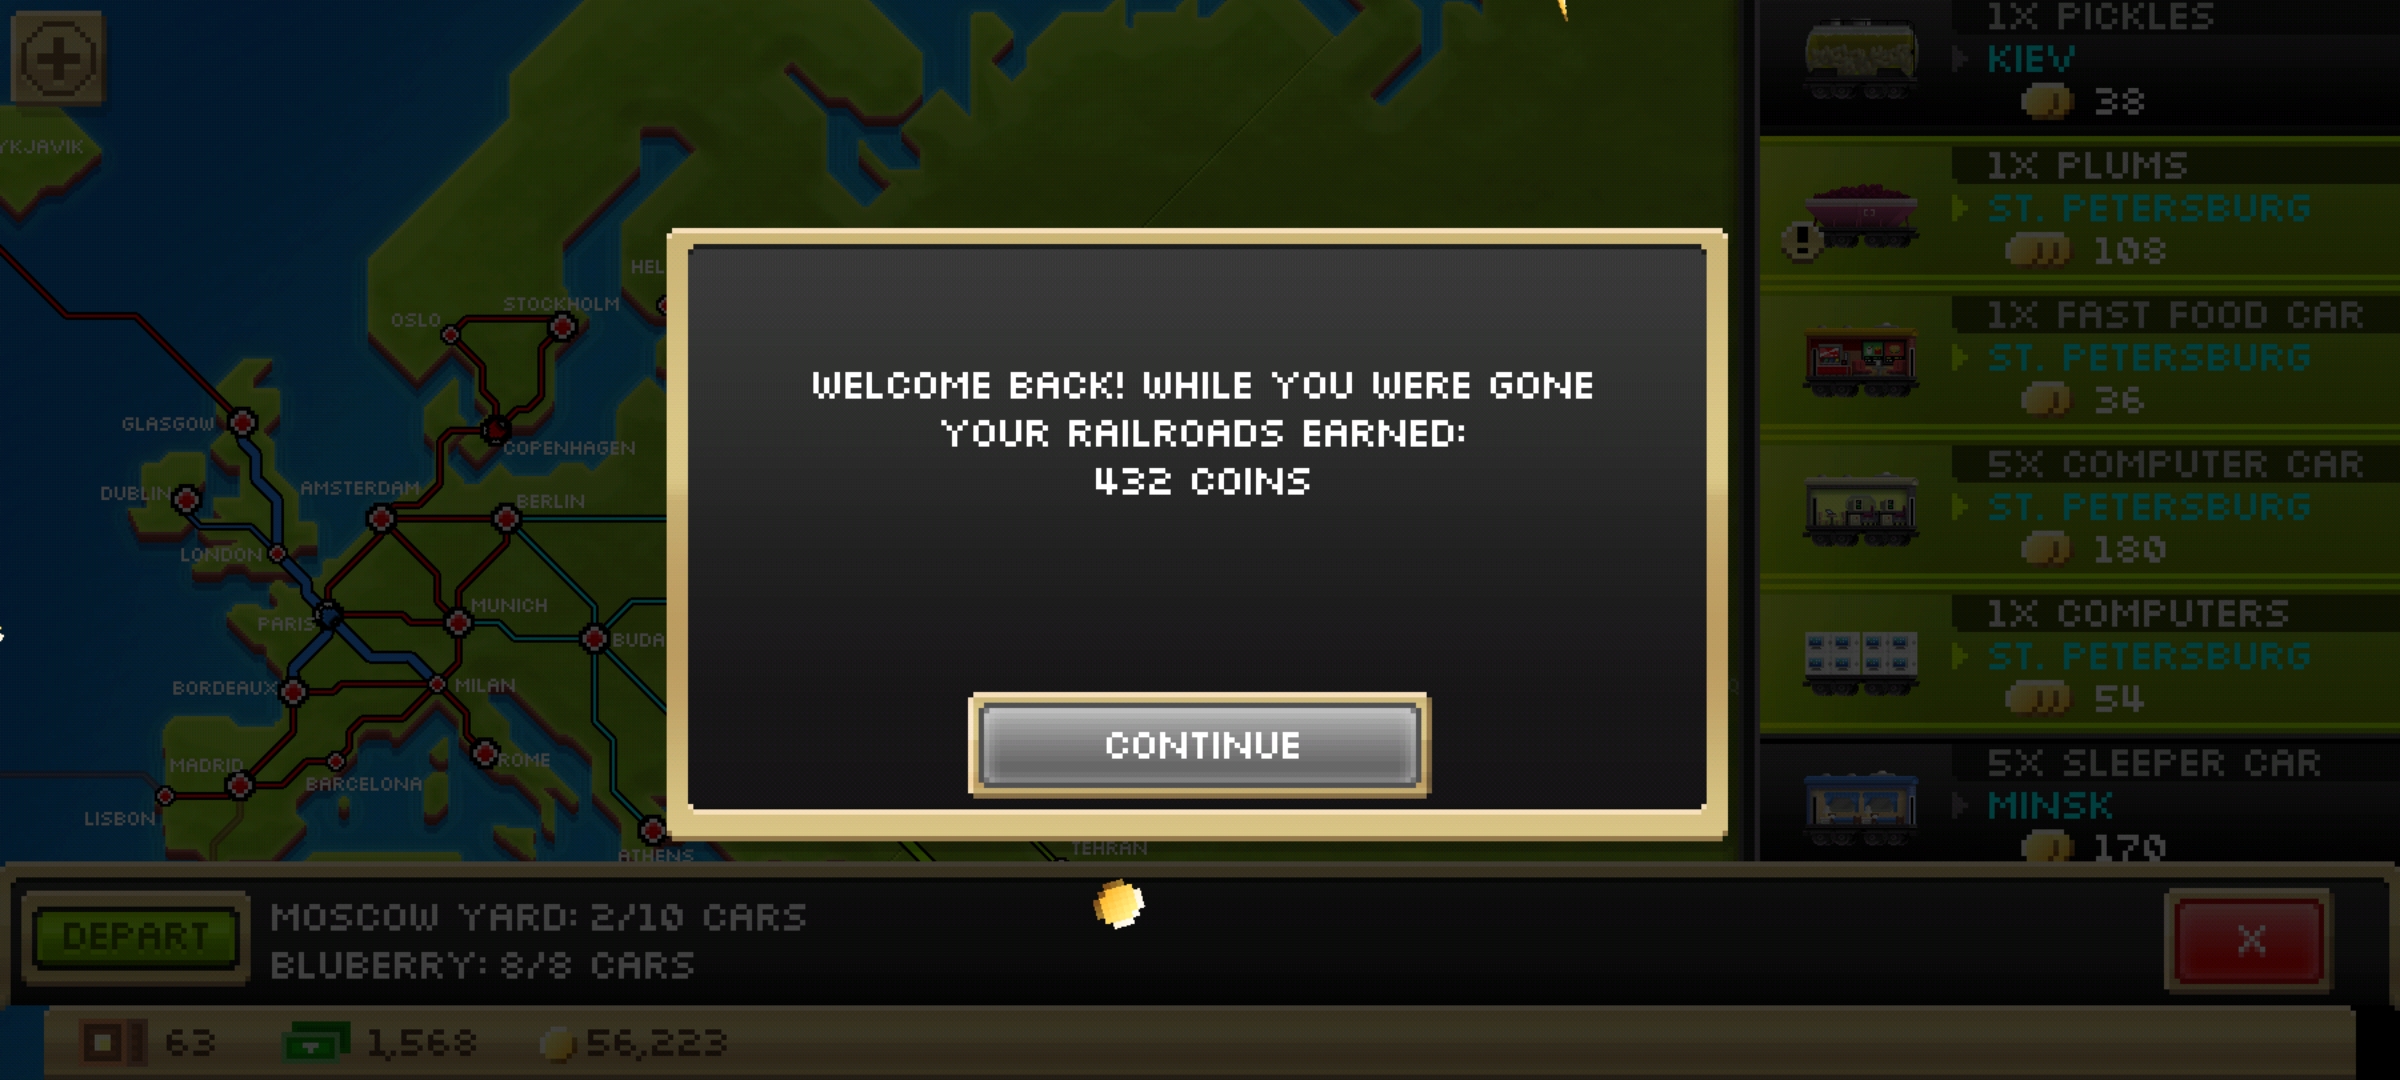 YKJAVIK
HEL
STOCKHOLM
OSLO
GLASGOW
COPENHAGEN
DUBLIN
AMSTERDAM
BERLIN
LONDON
MUNICH
PARIS
BUDA
BORDEAUX
MILAN
MADRID
ROME
BARCELONA
LISBON
ATHENS
TEHRAN
WELCOME BACK! WHILE YOU WERE GONE
YOUR RAILROADS EARNED:
432 COINS
CONTINUE
1X PICKLES
KIEV
38
1X PLUMS
ST. PETERSBURG
108
1X FAST FOOD CAR
ST. PETERSBURG
36
5X COMPUTER CAR
ST. PETERSBURG
180
1X COMPUTERS
ST. PETERSBURG
54
5X SLEEPER CAR
MINSK
170
DEPART
MOSCOW YARD: 2/10 CARS
BLUBERRY: 8/8 CARS
X
63
1,568
56,223